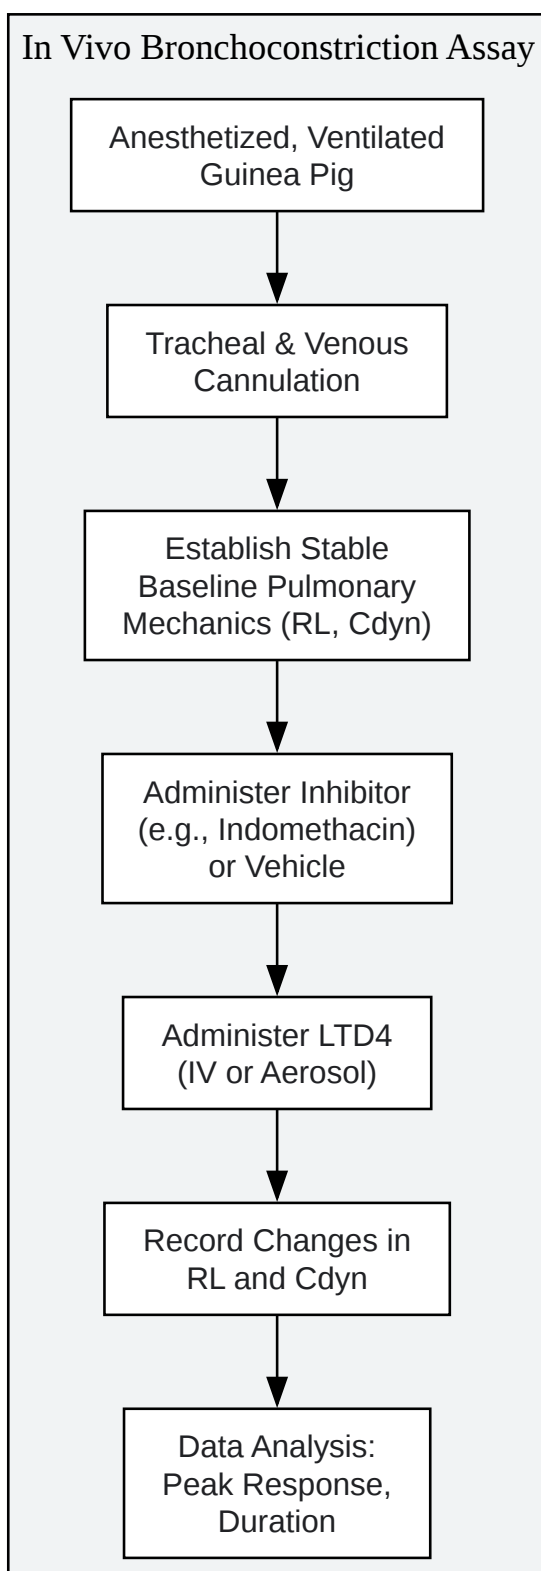 In Vivo Bronchoconstriction Assay
Anesthetized, Ventilated
Guinea Pig
Tracheal & Venous
Cannulation
Establish Stable
Baseline Pulmonary
Mechanics (RL, Cdyn)
Administer Inhibitor
(e.g., Indomethacin)
or Vehicle
Administer LTD4
(IV or Aerosol)
Record Changes in
RL and Cdyn
Data Analysis:
Peak Response,
Duration